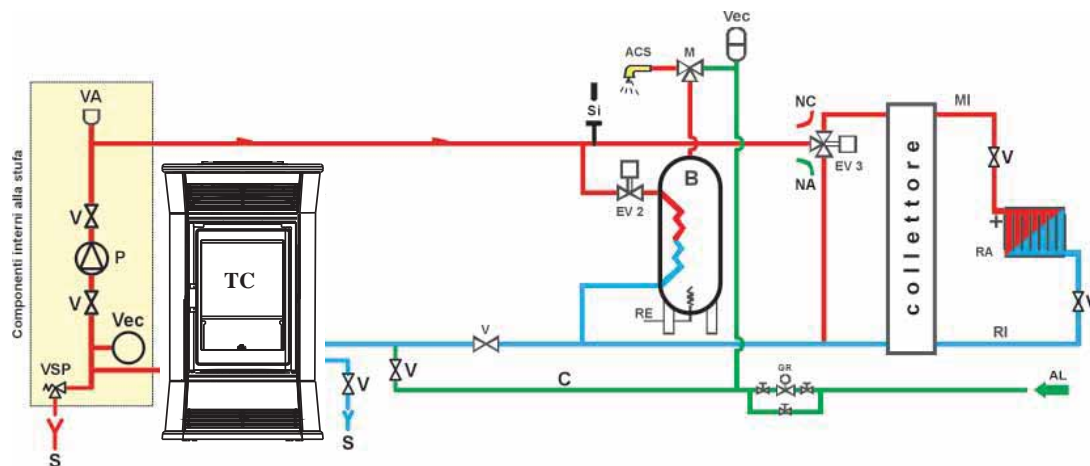 Componenti interni alla stufa
VA
V
P
V
Vec
VSP
S
TC
V
S
Si
ACS
M
Vec
EV 2
B
RE
V
V
C
GR
AL
NC
NA
EV 3
collettore
MI
V
+
RA
V
RI